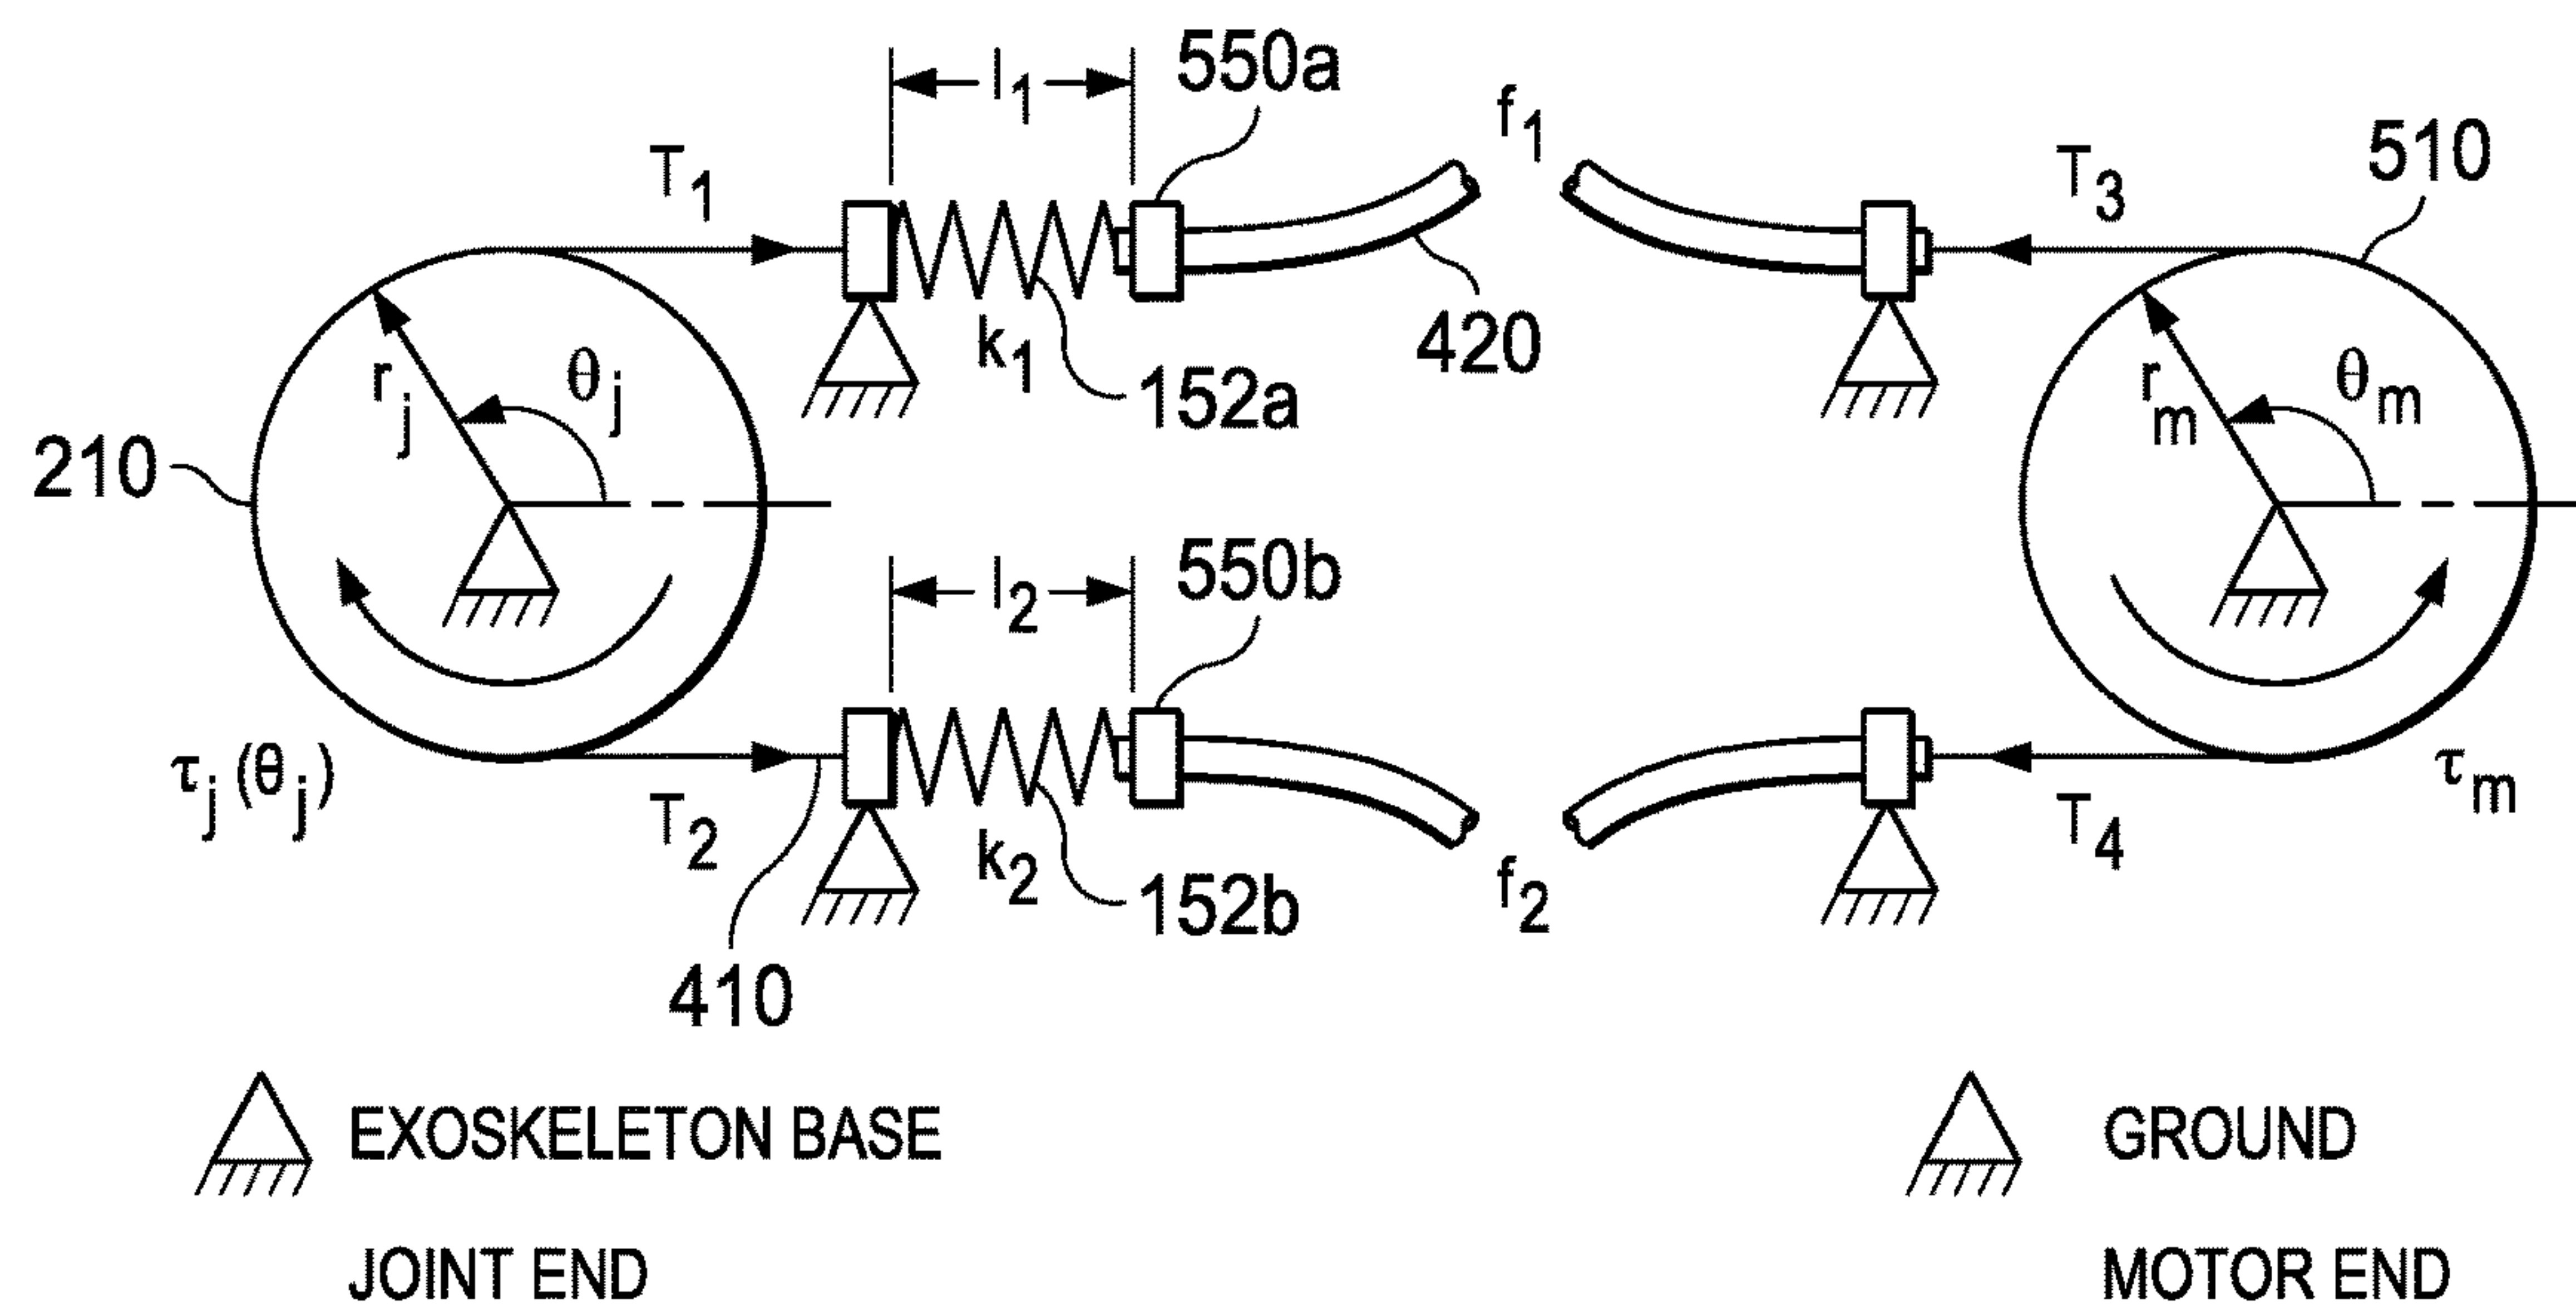 550a
l1
f1
510
T1
T3
420
k1
152a
rj
θj
rm
θm
210
550b
l2
τj (θj)
T2
k2
152b
f2
T4
τm
410
EXOSKELETON BASE
GROUND
JOINT END
MOTOR END